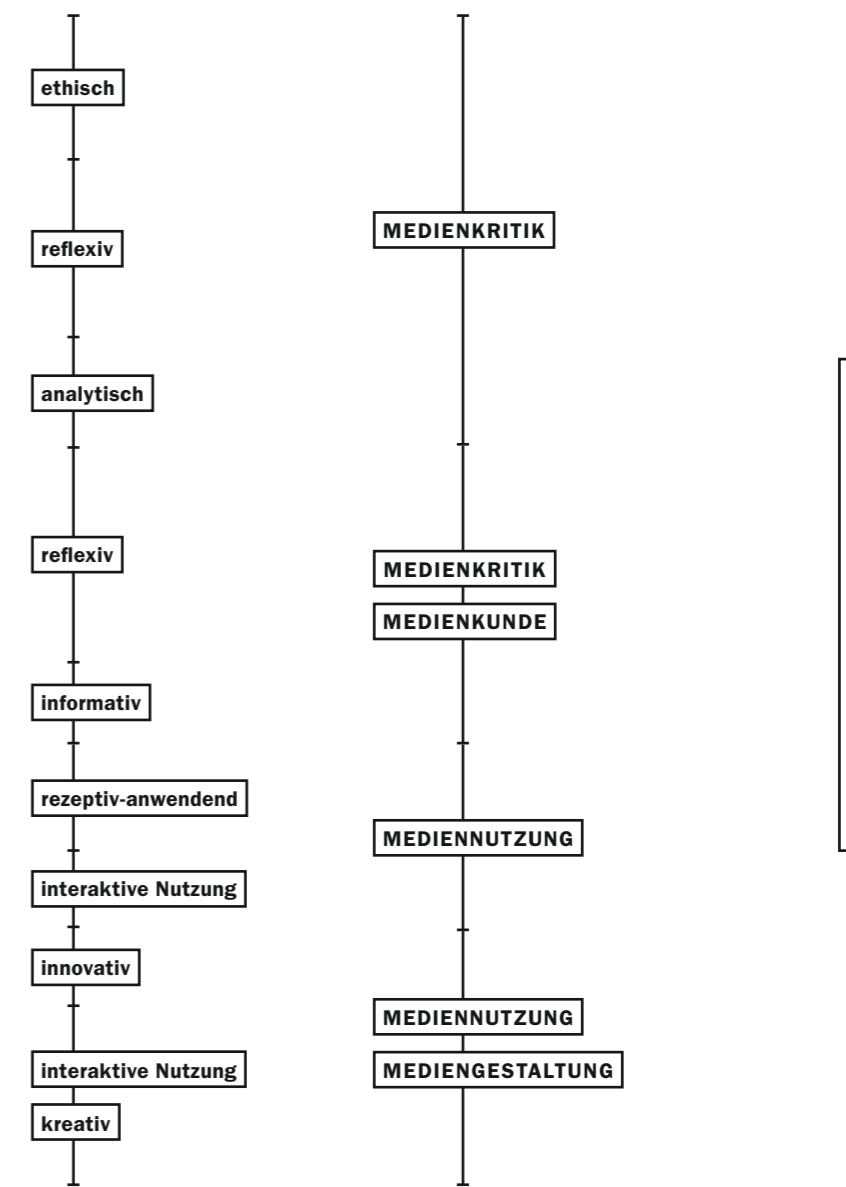 ethisch
reflexiv
analytisch
reflexiv
informativ
rezeptiv-anwendend
interaktive Nutzung
innovativ
interaktive Nutzung
kreativ
MEDIENKRITIK
MEDIENKRITIK
MEDIENKUNDE
MEDIENNUTZUNG
MEDIENNUTZUNG
MEDIENGESTALTUNG